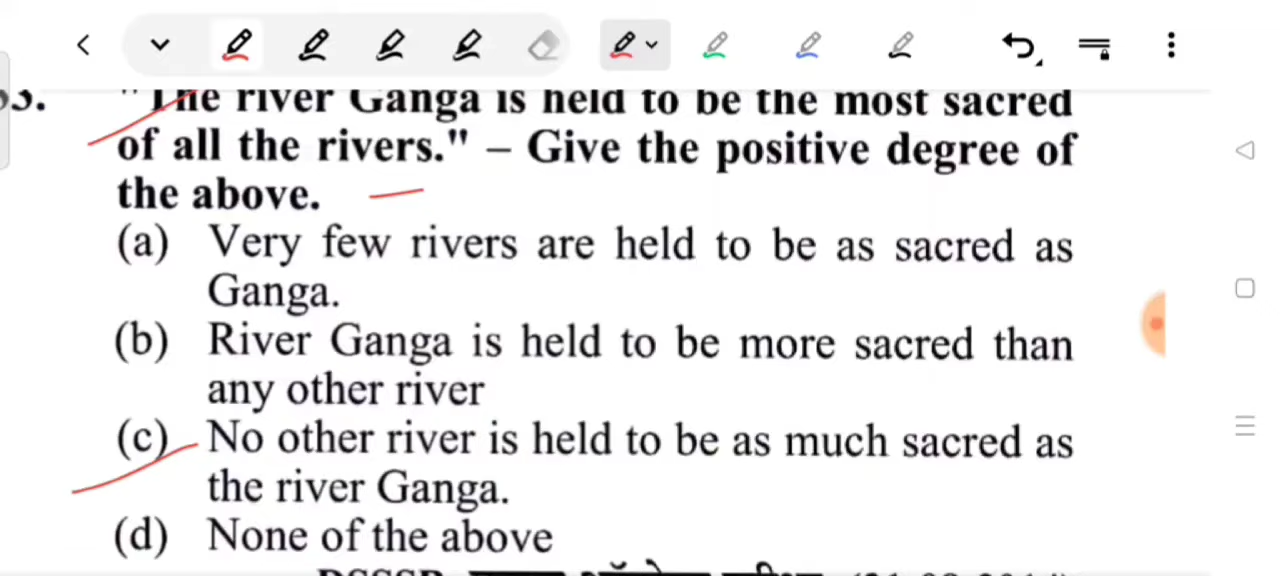 "The river Ganga is held to be the most sacred
of all the rivers." – Give the positive degree of
the above.
(a) Very few rivers are held to be as sacred as
Ganga.
(b) River Ganga is held to be more sacred than
any other river
(c) No other river is held to be as much sacred as
the river Ganga.
(d) None of the above